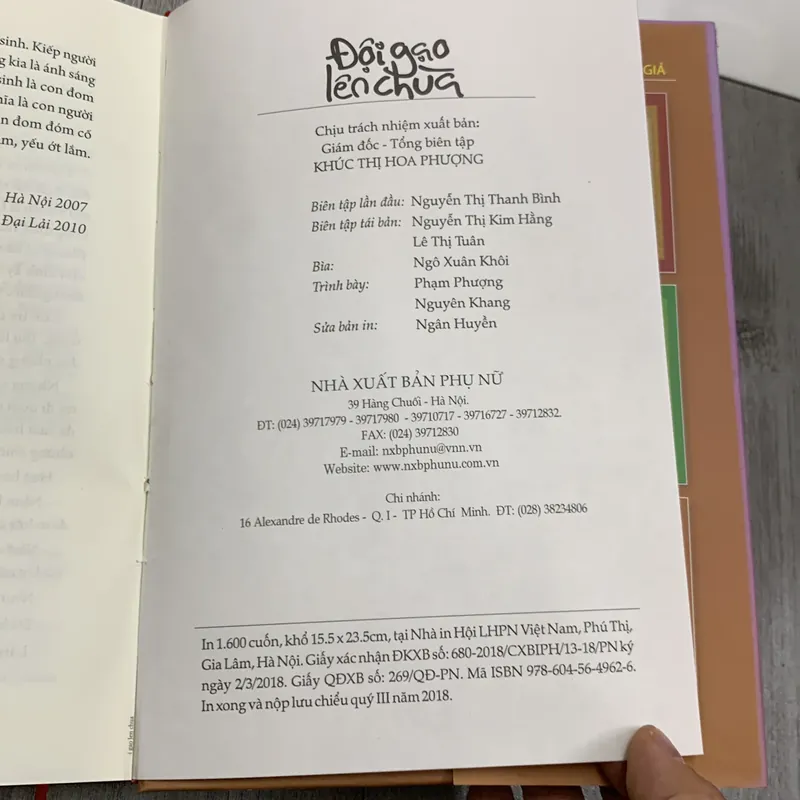 sinh. Kiếp người
kia là ánh sáng
sinh là con đom
là con người
đom đóm cố
yếu ớt lắm.
Hà Nội 2007
Đại Lải 2010
Đội gạo
lên chùa
Chịu trách nhiệm xuất bản:
Giám đốc - Tổng biên tập
KHÚC THỊ HOA PHƯỢNG
Biên tập lần đầu: Nguyễn Thị Thanh Bình
Biên tập tái bản: Nguyễn Thị Kim Hằng
Lê Thị Tuân
Bìa: Ngô Xuân Khôi
Trình bày: Phạm Phượng
Nguyên Khang
Sửa bản in: Ngân Huyền
NHÀ XUẤT BẢN PHỤ NỮ
39 Hàng Chuối - Hà Nội.
ĐT: (024) 39717979 - 39717980 - 39710717 - 39716727 - 39712832.
FAX: (024) 39712830
E-mail: nxbphunu@vnn.vn
Website: www.nxbphunu.com.vn
Chi nhánh:
16 Alexandre de Rhodes - Q. I - TP Hồ Chí Minh. ĐT: (028) 38234806
In 1.600 cuốn, khổ 15.5 x 23.5cm, tại Nhà in Hội LHPN Việt Nam, Phú Thị,
Gia Lâm, Hà Nội. Giấy xác nhận ĐKXB số: 680-2018/CXBIPH/13-18/PN ký
ngày 2/3/2018. Giấy QĐXB số: 269/QĐ-PN. Mã ISBN 978-604-56-4962-6.
In xong và nộp lưu chiểu quý III năm 2018.
GIẢ